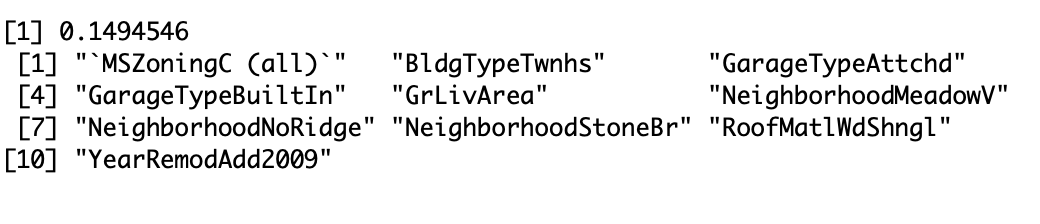 [1] 0.1494546
[1] "`MSZoningC (all)`" "BldgTypeTwnhs" "GarageTypeAttchd"
[4] "GarageTypeBuiltIn" "GrLivArea" "NeighborhoodMeadowV"
[7] "NeighborhoodNoRidge" "NeighborhoodStoneBr" "RoofMatlWdShngl"
[10] "YearRemodAdd2009"